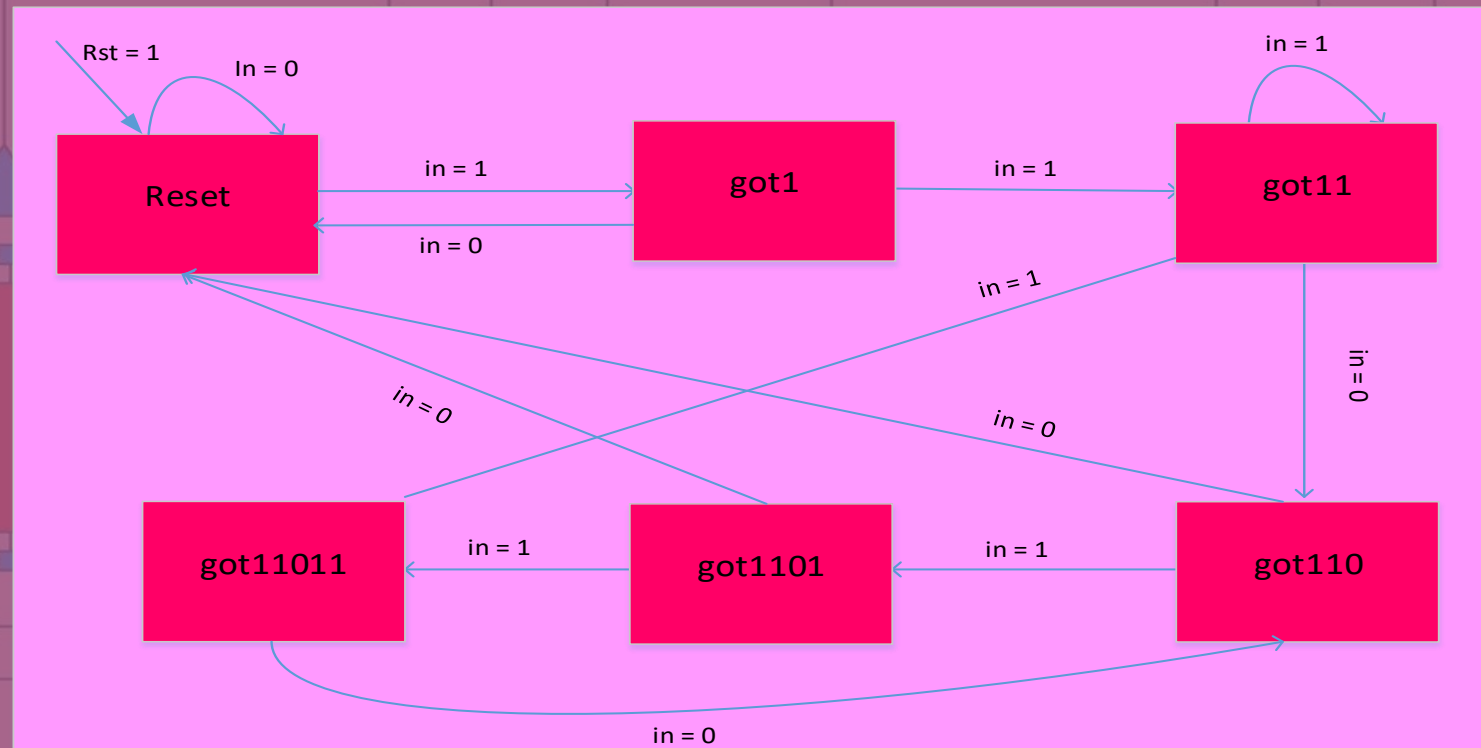 Rst = 1
In = 0
in = 1
Reset
in = 1
got1
in = 1
got11
in = 0
in = 1
in = 0
in = 0
in = 0
got11011
in = 1
got1101
in = 1
got110
in = 0